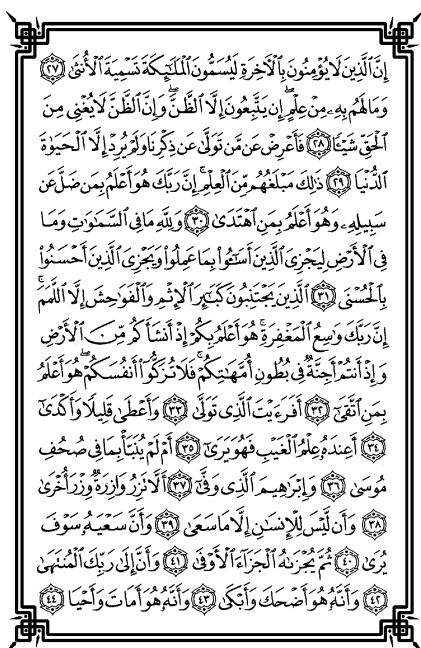 إِنَّ ٱلَّذِينَ لَا يُؤْمِنُونَ بِٱلْأَخِرَةِ لَيُسَمُّونَ ٱلْمَلَٰٓئِكَةَ تَسْمِيَةَ ٱلْأُنثَىٰ ٢٧
وَمَا لَهُم بِهِۦ مِنْ عِلْمٍ ۖ إِن يَتَّبِعُونَ إِلَّا ٱلظَّنَّ ۖ وَإِنَّ ٱلظَّنَّ لَا يُغْنِى مِنَ
ٱلْحَقِّ شَيْـًٔا ٢٨ فَأَعْرِضْ عَن مَّن تَوَلَّىٰ عَن ذِكْرِنَا وَلَمْ يُرِدْ إِلَّا ٱلْحَيَوٰةَ
ٱلدُّنْيَا ٢٩ ذَٰلِكَ مَبْلَغُهُم مِّنَ ٱلْعِلْمِ ۚ إِنَّ رَبَّكَ هُوَ أَعْلَمُ بِمَن ضَلَّ عَن
سَبِيلِهِۦ وَهُوَ أَعْلَمُ بِمَنِ ٱهْتَدَىٰ ٣٠ وَلِلَّهِ مَا فِى ٱلسَّمَٰوَٰتِ وَمَا
فِى ٱلْأَرْضِ لِيَجْزِىَ ٱلَّذِينَ أَسَٰٓـُٔوا۟ بِمَا عَمِلُوا۟ وَيَجْزِىَ ٱلَّذِينَ أَحْسَنُوا۟
بِٱلْحُسْنَى ٣١ ٱلَّذِينَ يَجْتَنِبُونَ كَبَٰٓئِرَ ٱلْإِثْمِ وَٱلْفَوَٰحِشَ إِلَّا ٱللَّمَمَ ۚ
إِنَّ رَبَّكَ وَٰسِعُ ٱلْمَغْفِرَةِ ۚ هُوَ أَعْلَمُ بِكُمْ إِذْ أَنشَأَكُم مِّنَ ٱلْأَرْضِ
وَإِذْ أَنتُمْ أَجِنَّةٌ فِى بُطُونِ أُمَّهَٰتِكُمْ ۖ فَلَا تُزَكُّوٓا۟ أَنفُسَكُمْ ۖ هُوَ أَعْلَمُ
بِمَنِ ٱتَّقَىٰٓ ٣٢ أَفَرَءَيْتَ ٱلَّذِى تَوَلَّىٰ ٣٣ وَأَعْطَىٰ قَلِيلًا وَأَكْدَىٰٓ
٣٤ أَعِندَهُۥ عِلْمُ ٱلْغَيْبِ فَهُوَ يَرَىٰٓ ٣٥ أَمْ لَمْ يُنَبَّأْ بِمَا فِى صُحُفِ
مُوسَىٰ ٣٦ وَإِبْرَٰهِيمَ ٱلَّذِى وَفَّىٰٓ ٣٧ أَلَّا تَزِرُ وَازِرَةٌ وِزْرَ أُخْرَىٰ
٣٨ وَأَن لَّيْسَ لِلْإِنسَٰنِ إِلَّا مَا سَعَىٰ ٣٩ وَأَنَّ سَعْيَهُۥ سَوْفَ
يُرَىٰ ٤٠ ثُمَّ يُجْزَىٰهُ ٱلْجَزَآءَ ٱلْأَوْفَىٰ ٤١ وَأَنَّ إِلَىٰ رَبِّكَ ٱلْمُنتَهَىٰ
٤٢ وَأَنَّهُۥ هُوَ أَضْحَكَ وَأَبْكَىٰ ٤٣ وَأَنَّهُۥ هُوَ أَمَاتَ وَأَحْيَا ٤٤